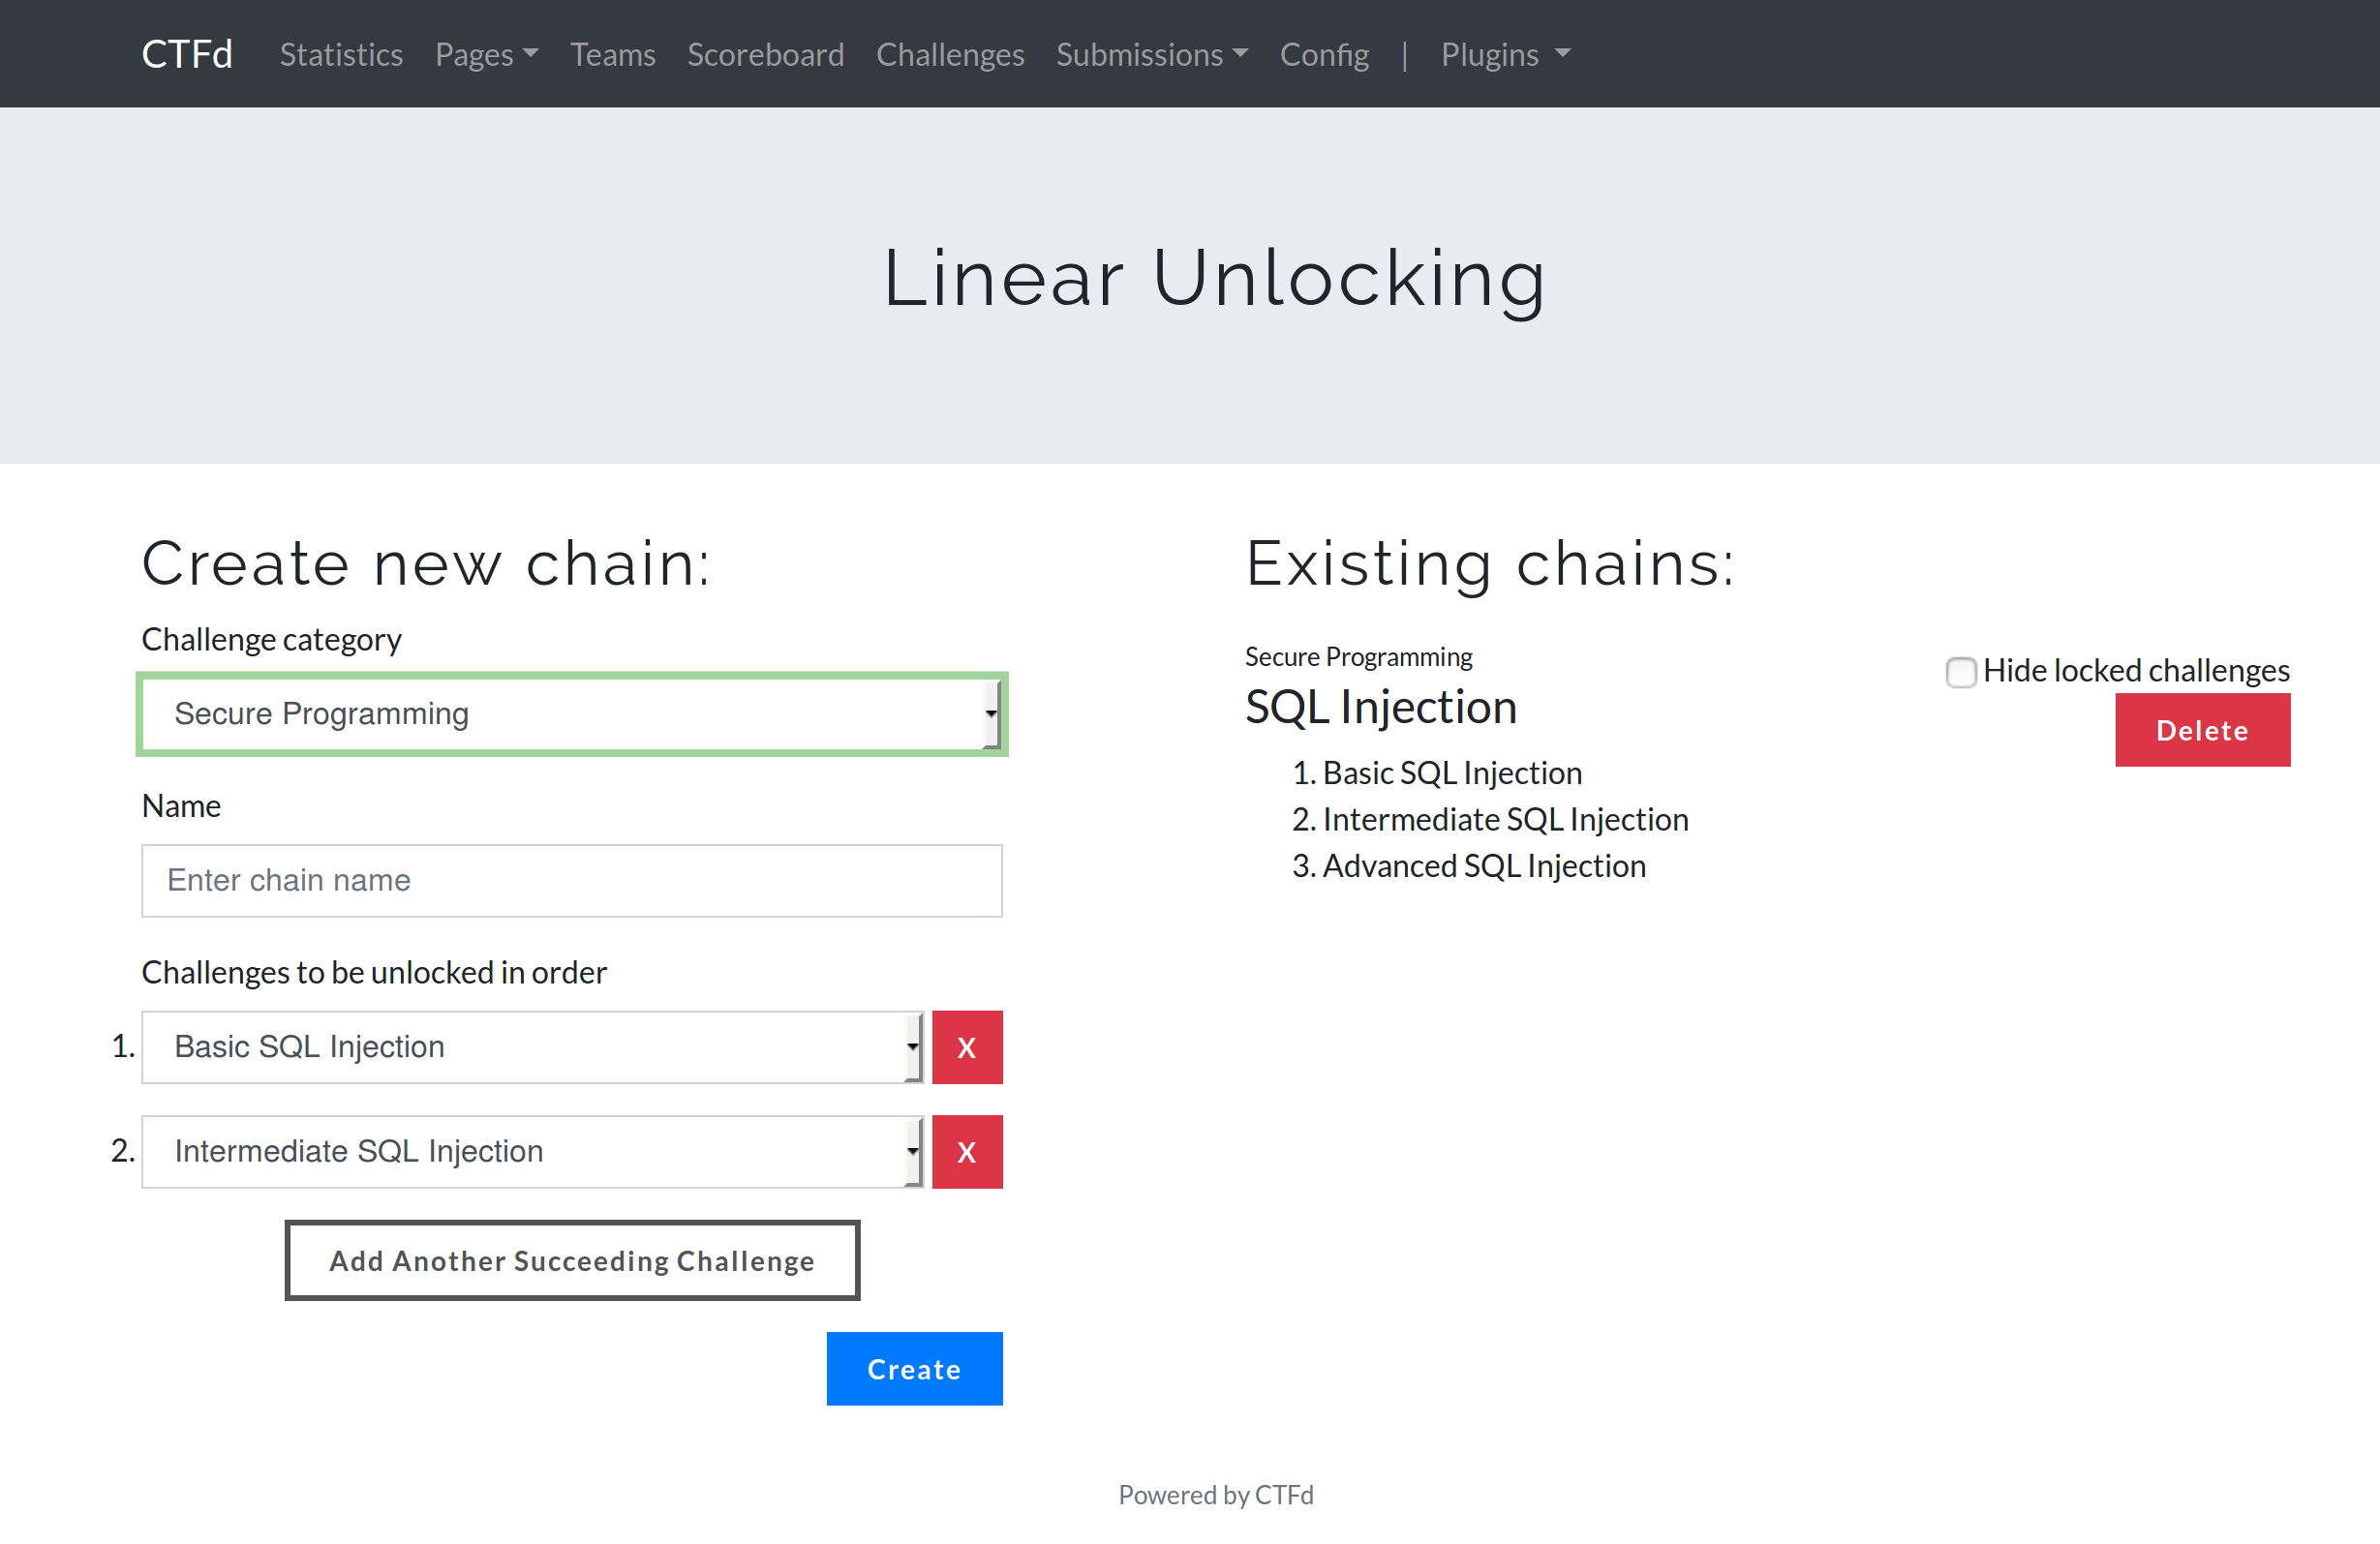 CTFd Statistics Pages Teams Scoreboard Challenges Submissions Config | Plugins
Linear Unlocking
Create new chain:
Challenge category
Secure Programming
Name
Enter chain name
Challenges to be unlocked in order
1. Basic SQL Injection X
2. Intermediate SQL Injection X
Add Another Succeeding Challenge
Create
Existing chains:
Secure Programming
SQL Injection
Hide locked challenges
Delete
1. Basic SQL Injection
2. Intermediate SQL Injection
3. Advanced SQL Injection
Powered by CTFd